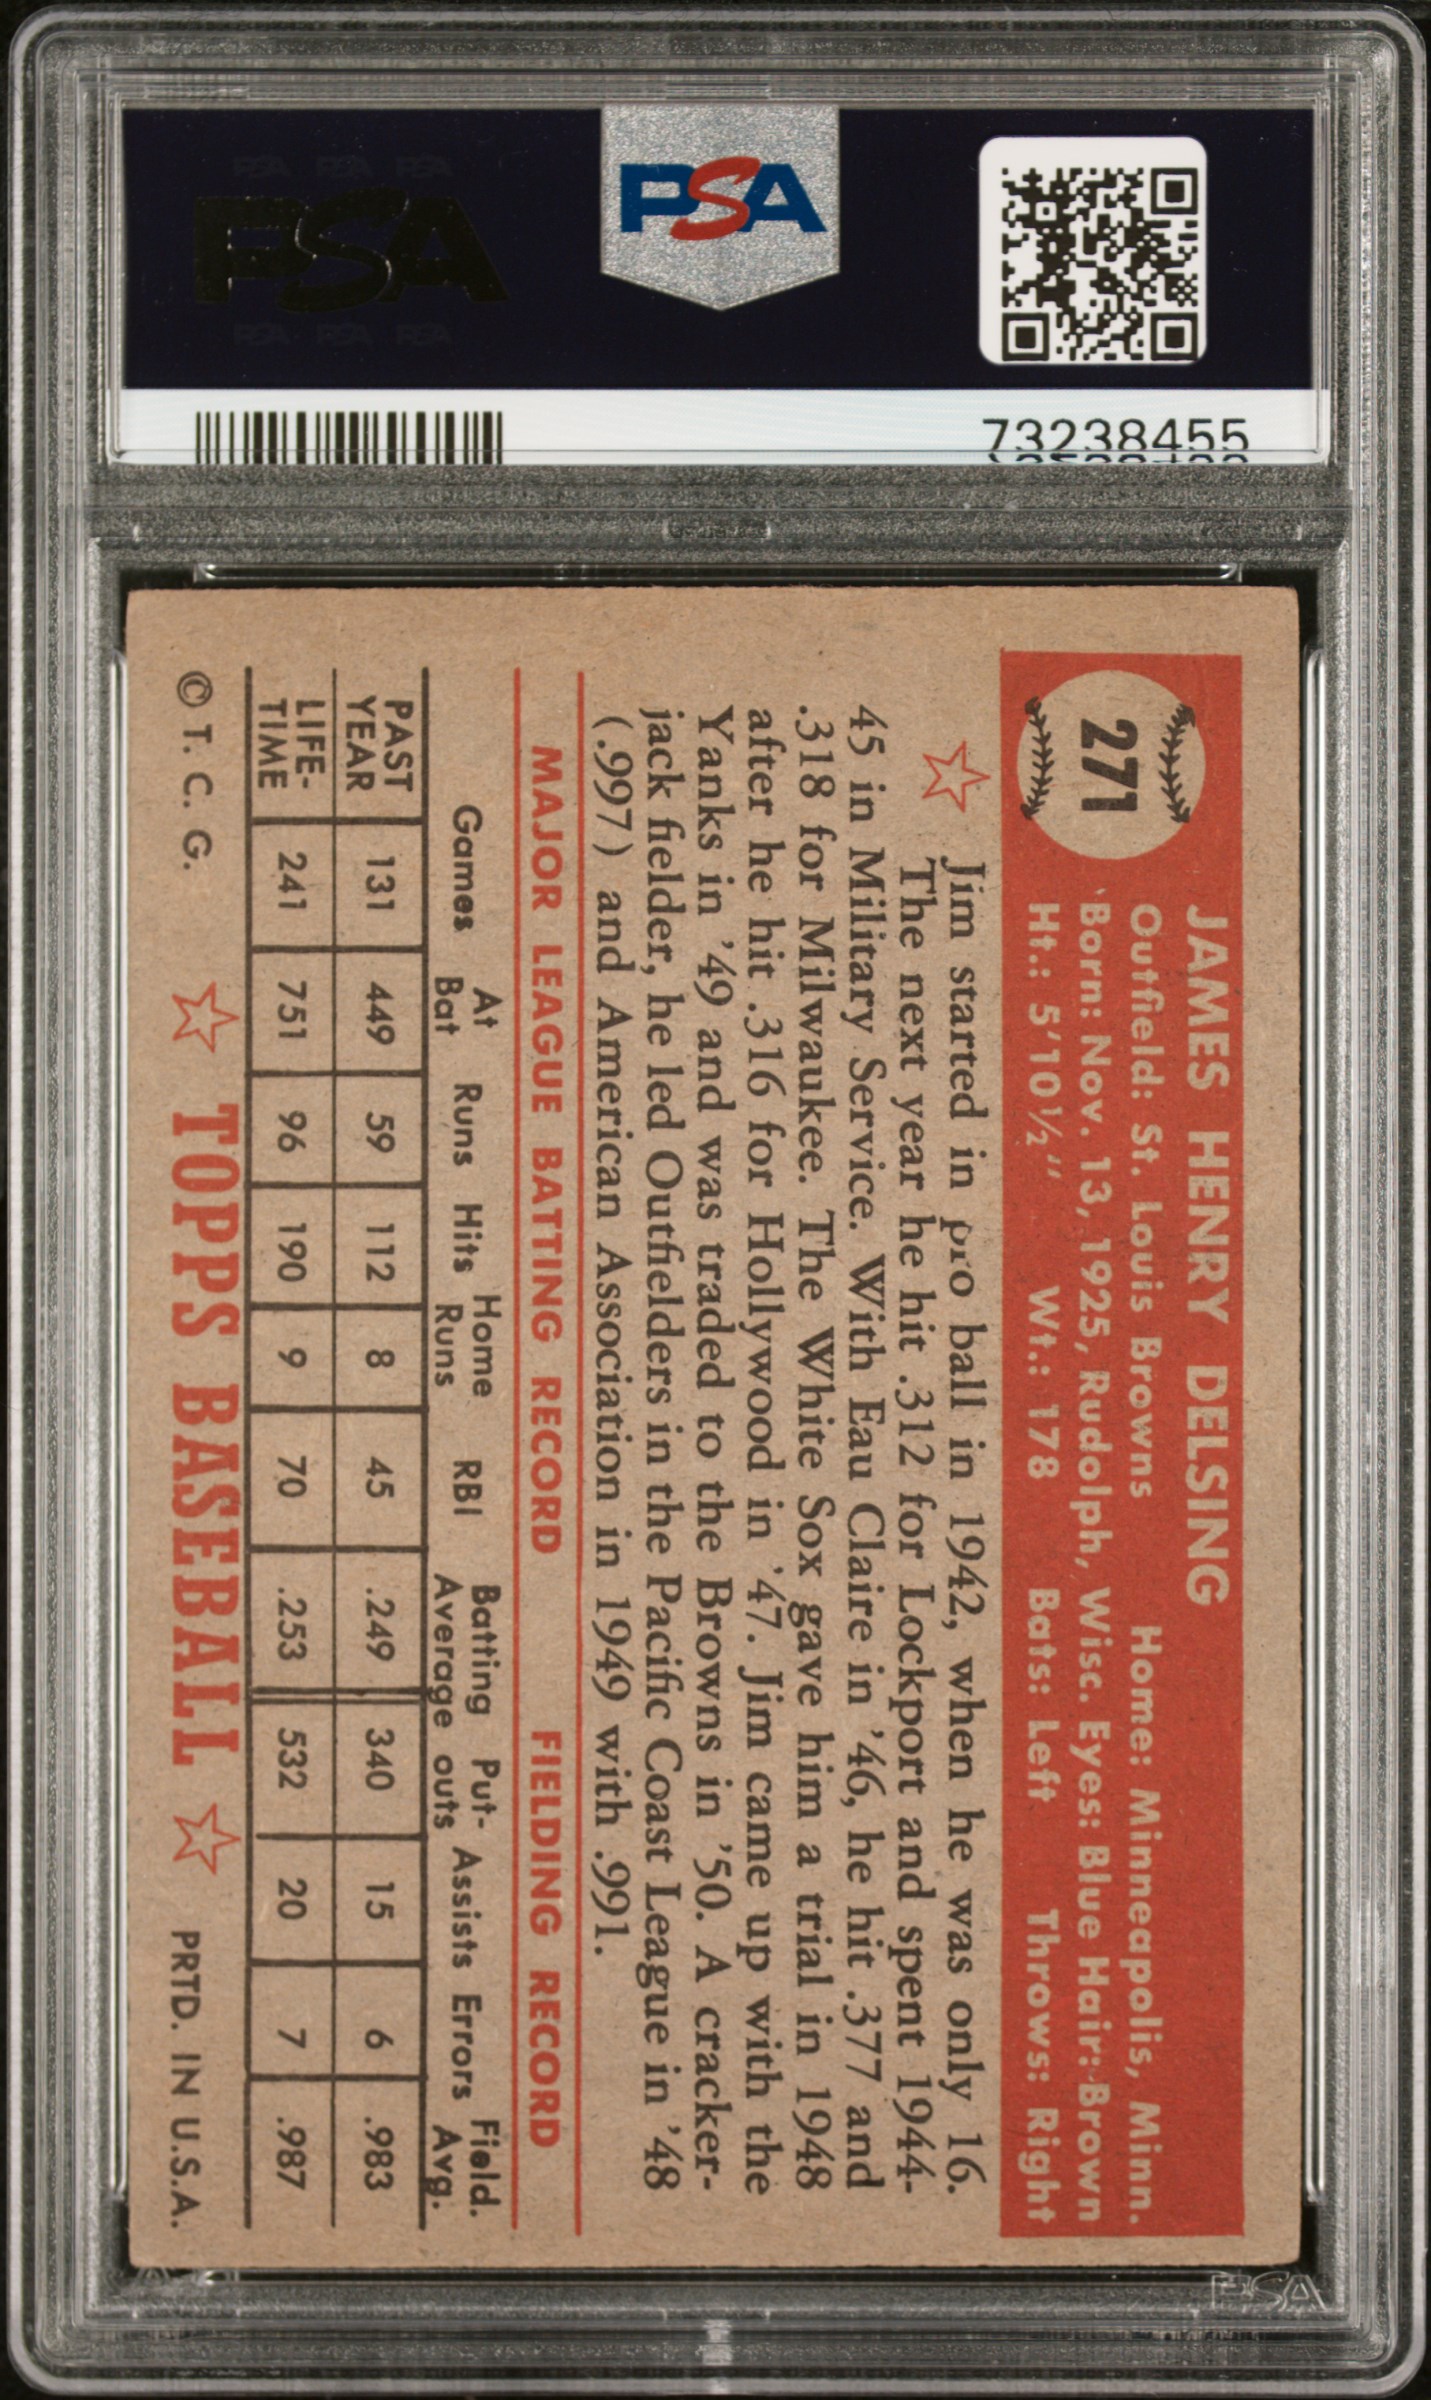 PSA
PSA
73238455
271
JAMES HENRY DELSING
Outfield: St. Louis Browns Home: Minneapolis, Minn.
Born: Nov. 13, 1925, Rudolph, Wisc. Eyes: Blue Hair: Brown
Ht.: 5'10½" Wt.: 178 Bats: Left Throws: Right
Jim started in pro ball in 1942, when he was only 16.
The next year he hit .312 for Lockport and spent 1944-
45 in Military Service. With Eau Claire in '46, he hit .377 and
.318 for Milwaukee. The White Sox gave him a trial in 1948
after he hit .316 for Hollywood in '47. Jim came up with the
Yanks in '49 and was traded to the Browns in '50. A cracker-
jack fielder, he led Outfielders in the Pacific Coast League in '48
(.997) and American Association in 1949 with .991.
MAJOR LEAGUE BATTING RECORD FIELDING RECORD
Games At Bat Runs Hits Home Runs RBI Batting Average Put-outs Assists Errors Field. Avg.
PAST YEAR 131 449 59 112 8 45 .249 340 15 6 .983
LIFE-TIME 241 751 96 190 9 70 .253 532 20 7 .987
© T. C. G. TOPPS BASEBALL PRTD. IN U.S.A.
PSA